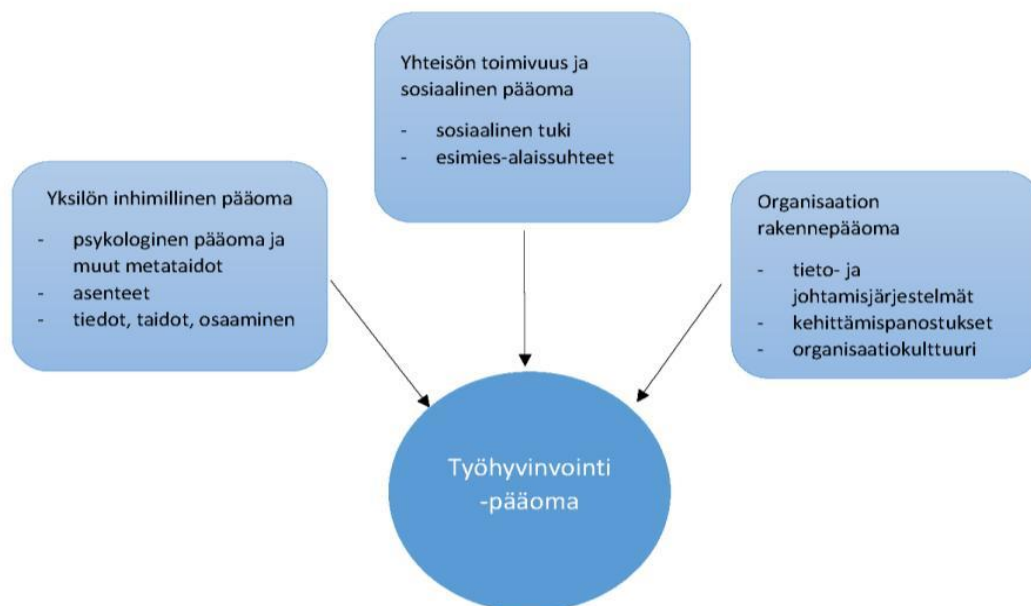 Yhteisön toimivuus ja
sosiaalinen pääoma
- sosiaalinen tuki
- esimies-alaissuhteet
Yksilön inhimillinen pääoma
- psykologinen pääoma ja
muut metataidot
- asenteet
- tiedot, taidot, osaaminen
Organisaation
rakennepääoma
- tieto- ja
johtamisjärjestelmät
- kehittämispanostukset
- organisaatiokulttuuri
Työhyvinvointi
-pääoma